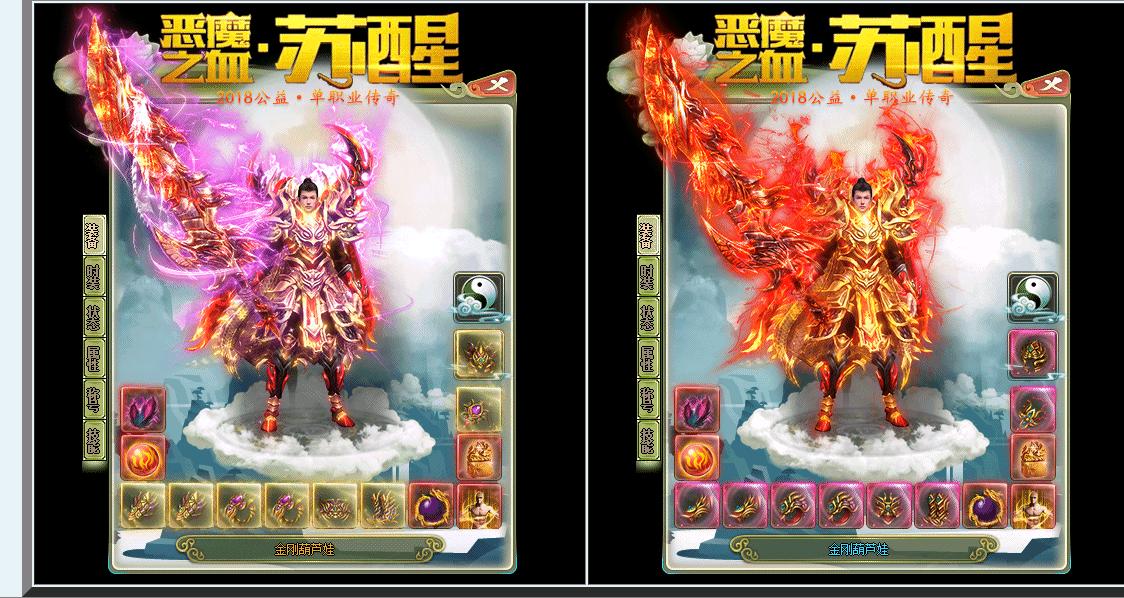 恶魔之血·苏醒
2018公益·单职业传奇
装备
时装
状态
属性
称号
技能
金刚葫芦娃
恶魔之血·苏醒
2018公益·单职业传奇
装备
时装
状态
属性
称号
技能
金刚葫芦娃